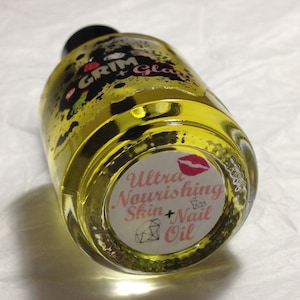 GRIM
+ Glam
Ultra
Nourishing
Skin + Nail
Oil